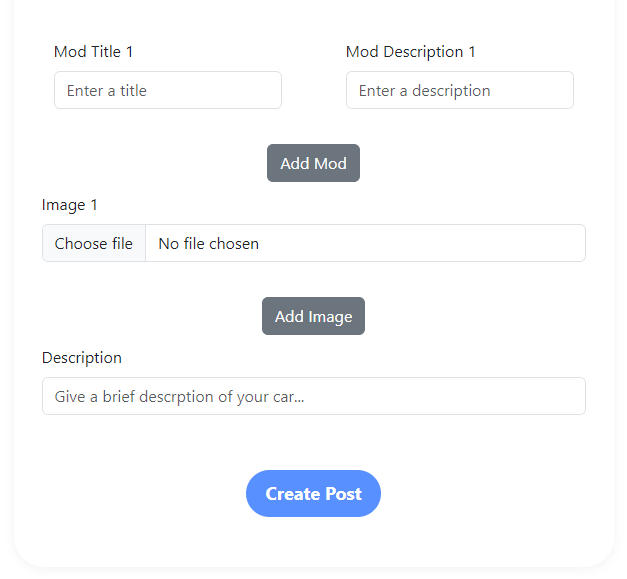 Mod Title 1 Mod Description 1
Enter a title Enter a description
Add Mod
Image 1
Choose file No file chosen
Add Image
Description
Give a brief descrption of your car...
Create Post